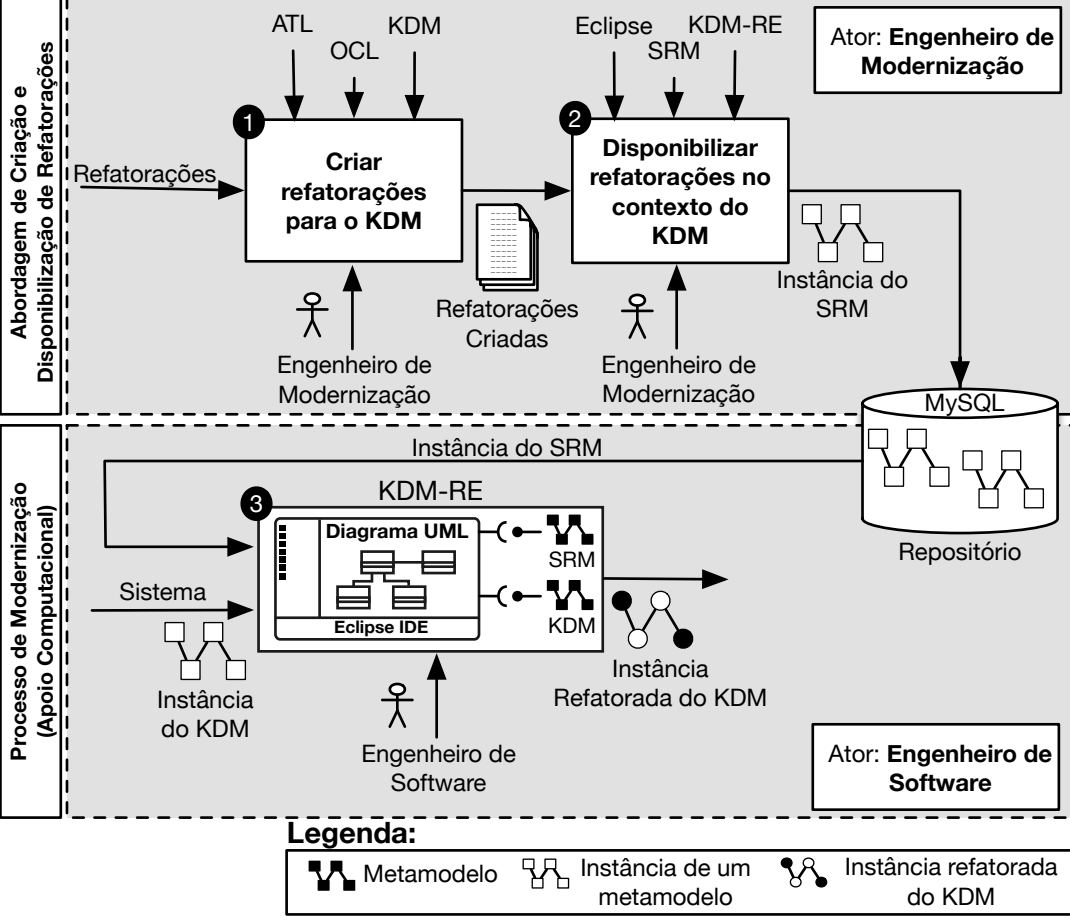 Abordagem de Criação e
Disponibilização de Refatorações
ATL
OCL
KDM
Eclipse
SRM
KDM-RE
Ator: Engenheiro de
Modernização
Refatorações
1
Criar
refatorações
para o KDM
2
Disponibilizar
refatorações no
contexto do
KDM
Refatorações
Criadas
Instância do
SRM
Engenheiro de
Modernização
Engenheiro de
Modernização
MySQL
Repositório
Processo de Modernização
(Apoio Computacional)
Instância do SRM
3
KDM-RE
Diagrama UML
Eclipse IDE
SRM
KDM
Sistema
Instância
do KDM
Instância
Refatorada do KDM
Engenheiro de
Software
Ator: Engenheiro de
Software
Legenda:
Metamodelo
Instância de um
metamodelo
Instância refatorada
do KDM